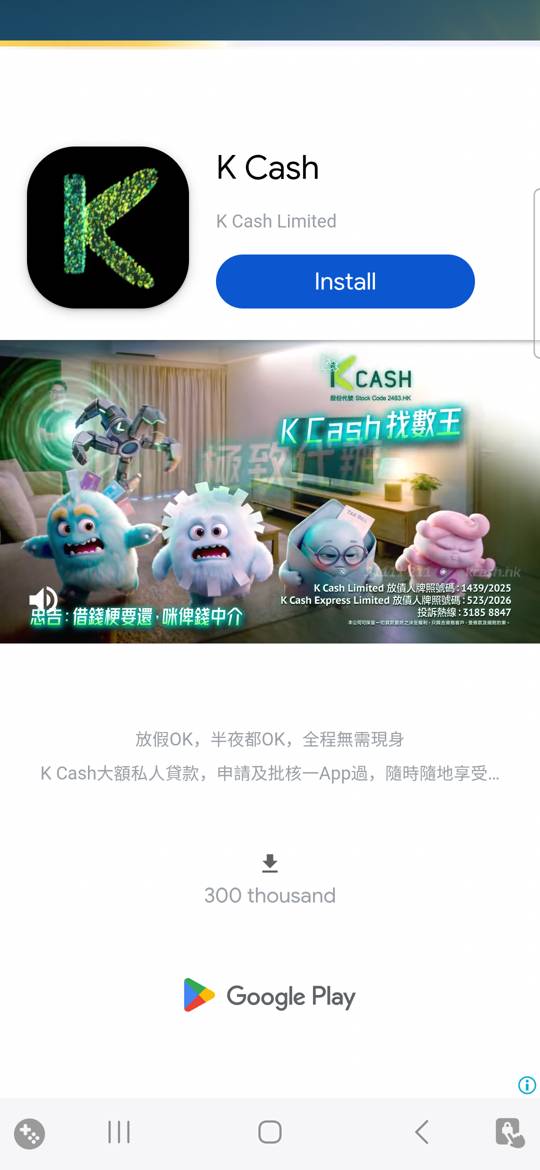 K Cash
K Cash Limited
Install
K CASH
股份代號 Stock Code 2483.HK
K Cash 找數王
極致代辦
K Cash Limited 放債人牌照號碼：1439/2025
K Cash Express Limited 放債人牌照號碼：523/2026
投訴熱線：3185 8847
忠告：借錢梗要還‧咪俾錢中介
放假OK，半夜都OK，全程無需現身
K Cash大額私人貸款，申請及批核一App過，隨時隨地享受…
300 thousand
Google Play